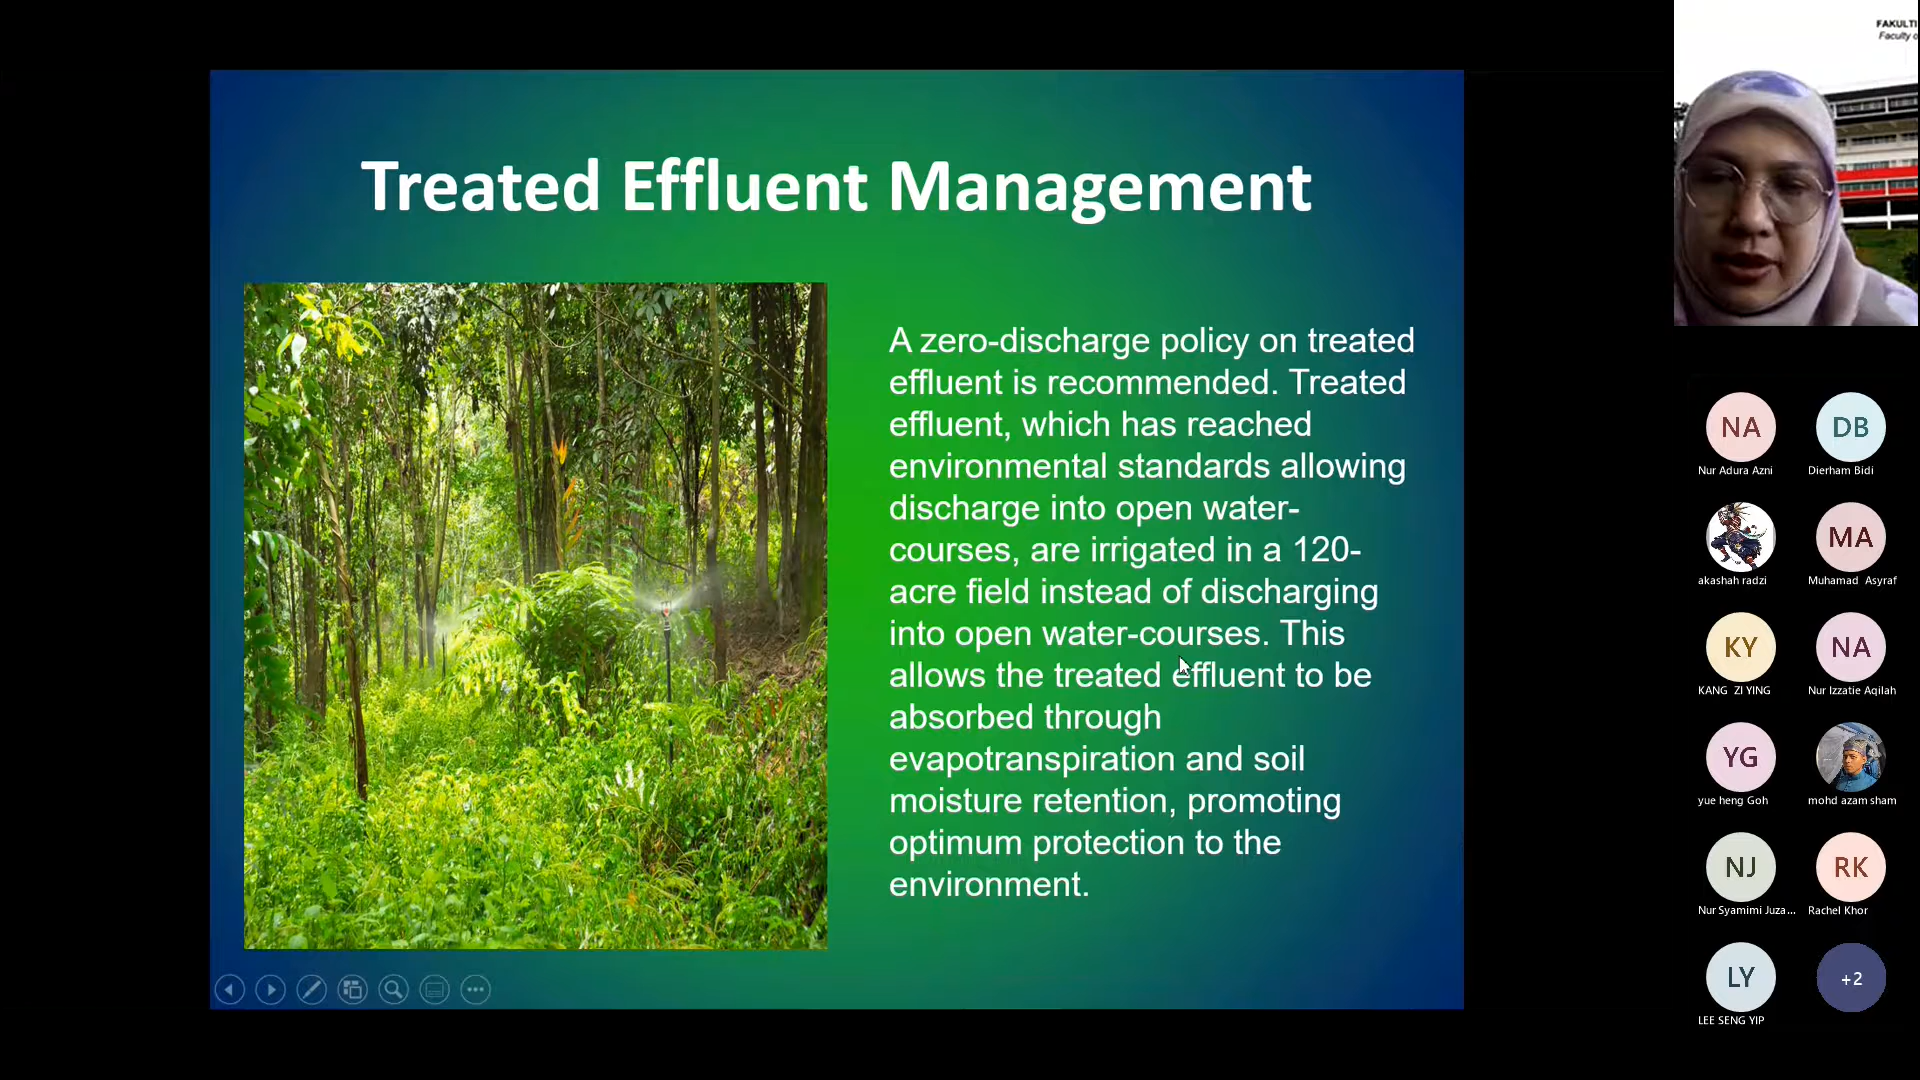 Treated Effluent Management
A zero-discharge policy on treated
effluent is recommended. Treated
effluent, which has reached
environmental standards allowing
discharge into open water-
courses, are irrigated in a 120-
acre field instead of discharging
into open water-courses. This
allows the treated effluent to be
absorbed through
evapotranspiration and soil
moisture retention, promoting
optimum protection to the
environment.
FAKULTI
Faculty o
NA
Nur Adura Azni
DB
Dierham Bidi
akashah radzi
MA
Muhamad Asyraf
KY
KANG ZI YING
NA
Nur Izzatie Aqilah
YG
yue heng Goh
mohd azam sham
NJ
Nur Syamimi Juza...
RK
Rachel Khor
LY
LEE SENG YIP
+2